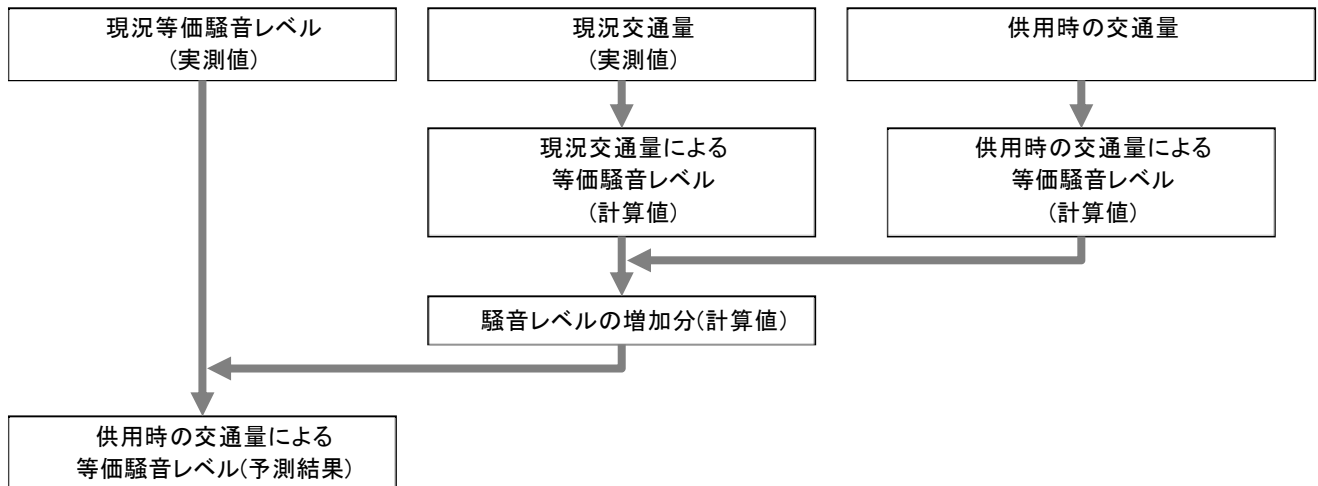 現況等価騒音レベル
(実測値)
現況交通量
(実測値)
供用時の交通量
現況交通量による
等価騒音レベル
(計算値)
供用時の交通量による
等価騒音レベル
(計算値)
騒音レベルの増加分(計算値)
供用時の交通量による
等価騒音レベル(予測結果)